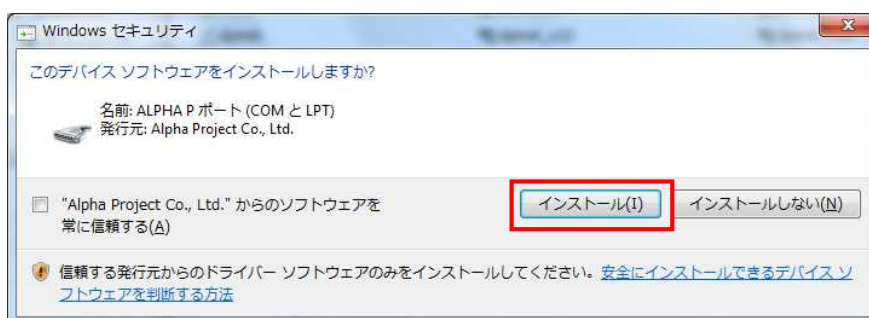 Windows セキュリティ
このデバイス ソフトウェアをインストールしますか?
名前: ALPHA P ポート (COM と LPT)
発行元: Alpha Project Co., Ltd.
"Alpha Project Co., Ltd." からのソフトウェアを
常に信頼する(A)
インストール(I)
インストールしない(N)
信頼する発行元からのドライバー ソフトウェアのみをインストールしてください。安全にインストールできるデバイス ソ
フトウェアを判断する方法